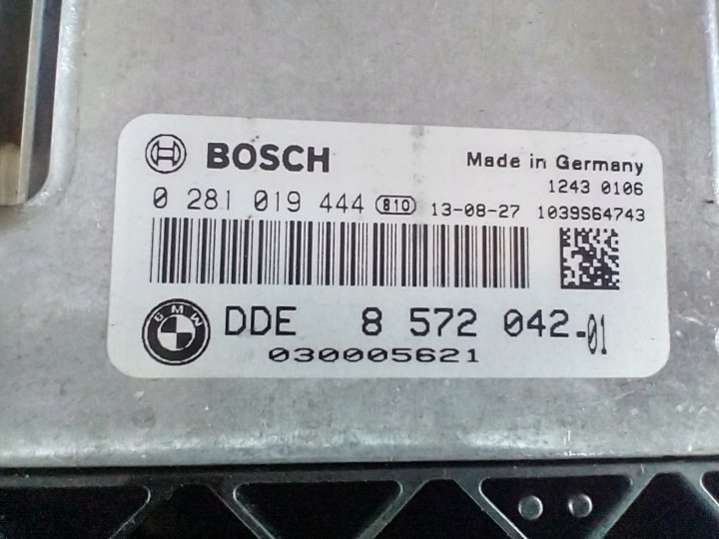 BOSCH Made in Germany
1243 0106
0 281 019 444 810 13-08-27 1039S64743
BMW DDE 8 572 042-01
030005621